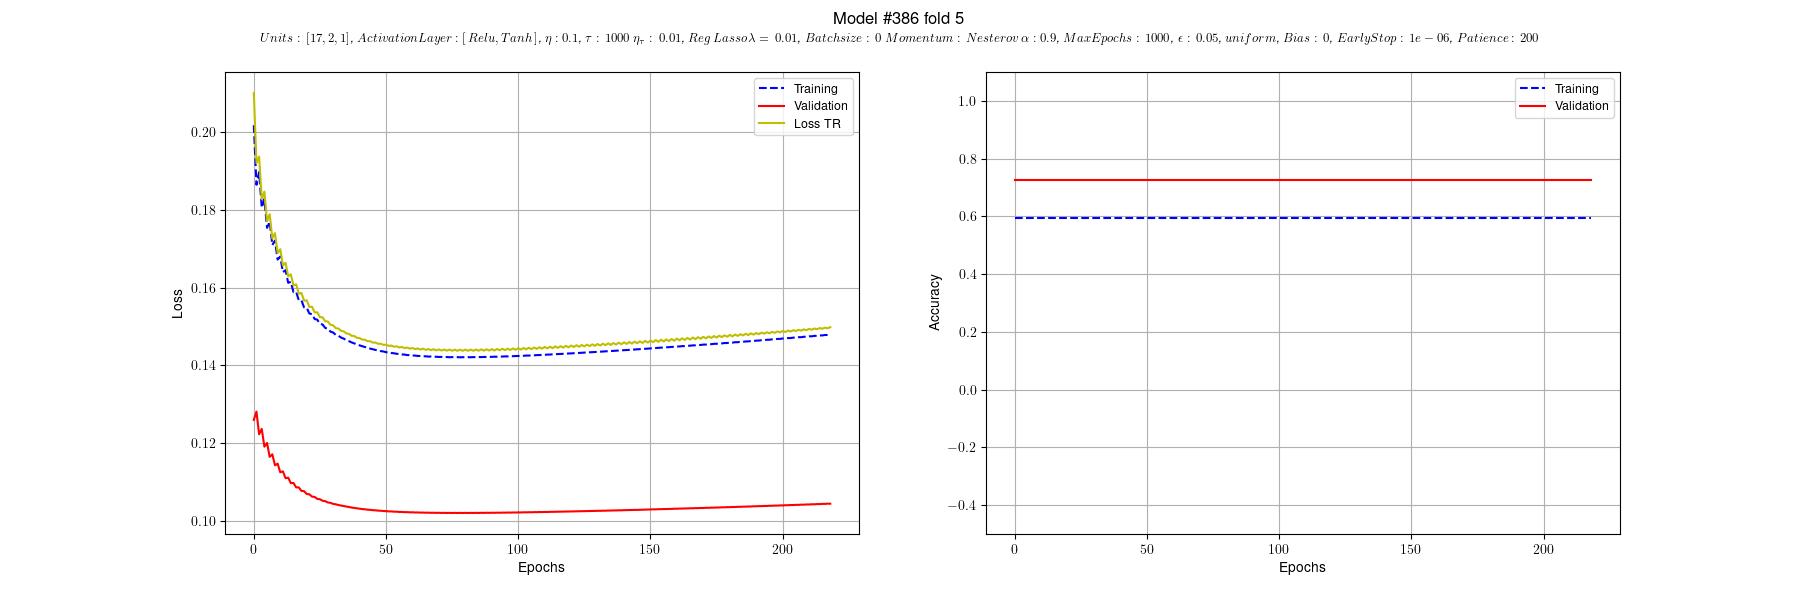 Model #386 fold 5
Units : [17, 2, 1], ActivationLayer : [Relu, Tanh], η : 0.1, τ : 1000 ητ : 0.01, Reg Lassoλ = 0.01, Batchsize : 0 Momentum : Nesterov α : 0.9, MaxEpochs : 1000, ϵ : 0.05, uniform, Bias : 0, EarlyStop : 1e − 06, Patience : 200
Training
Validation
Loss TR
0.20
0.18
0.16
0.14
0.12
0.10
Loss
0 50 100 150 200
Epochs
Training
Validation
1.0
0.8
0.6
0.4
0.2
0.0
−0.2
−0.4
Accuracy
0 50 100 150 200
Epochs